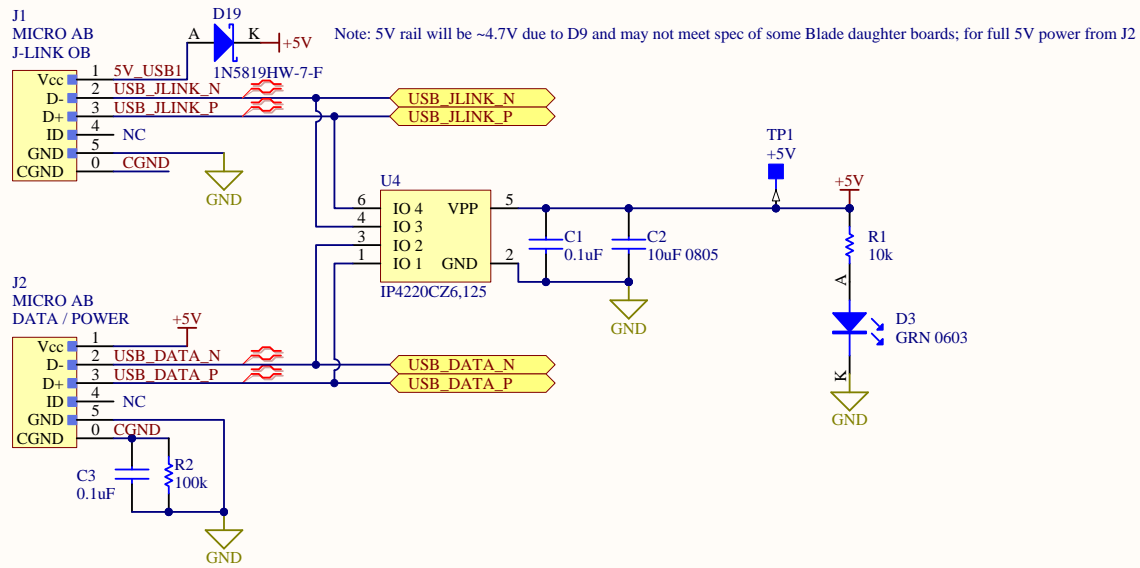 J1
MICRO AB
J-LINK OB
D19
A K +5V
1N5819HW-7-F
Note: 5V rail will be ~4.7V due to D9 and may not meet spec of some Blade daughter boards; for full 5V power from J2
Vcc 1 5V_USB1
D- 2 USB_JLINK_N USB_JLINK_N
D+ 3 USB_JLINK_P USB_JLINK_P
ID 4 NC
GND 5
CGND 0 CGND
GND
TP1
+5V
U4
6 IO 4 VPP 5
4 IO 3
3 IO 2
1 IO 1 GND 2
IP4220CZ6,125
C1
0.1uF
C2
10uF 0805
GND
+5V
R1
10k
A
D3
GRN 0603
K
GND
J2
MICRO AB
DATA / POWER
+5V
Vcc 1
D- 2 USB_DATA_N USB_DATA_N
D+ 3 USB_DATA_P USB_DATA_P
ID 4 NC
GND 5
CGND 0 CGND
C3
0.1uF
R2
100k
GND